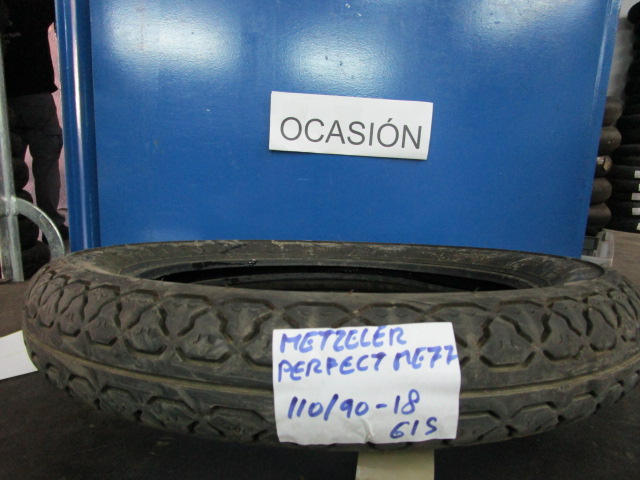 OCASIÓN
METZELER
PERFECT ME77
110/90-18
61S